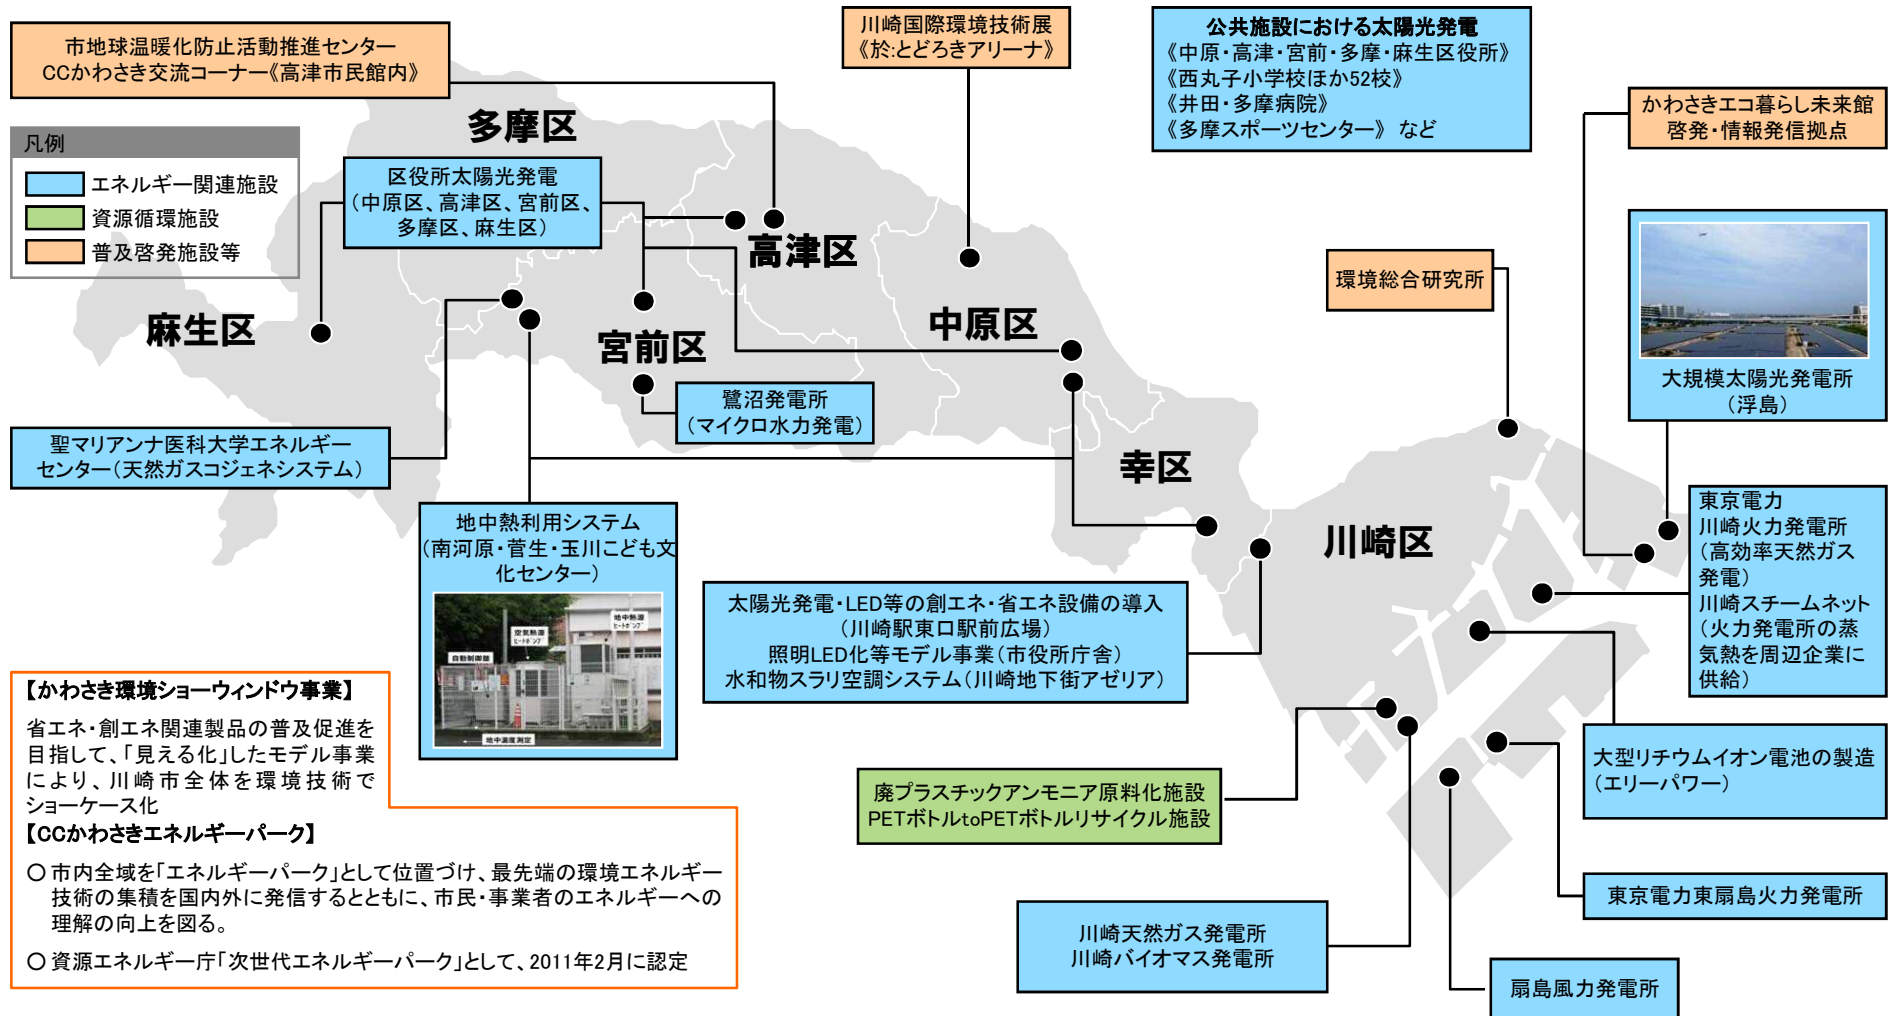 市地球温暖化防止活動推進センター
CCかわさき交流コーナー《高津市民館内》
川崎国際環境技術展
《於:とどろきアリーナ》
公共施設における太陽光発電
《中原・高津・宮前・多摩・麻生区役所》
《西丸子小学校ほか52校》
《井田・多摩病院》
《多摩スポーツセンター》 など
かわさきエコ暮らし未来館
啓発・情報発信拠点
凡例
エネルギー関連施設
資源循環施設
普及啓発施設等
多摩区
区役所太陽光発電
(中原区、高津区、宮前区、
多摩区、麻生区)
高津区
環境総合研究所
大規模太陽光発電所
(浮島)
麻生区
宮前区
中原区
鷺沼発電所
(マイクロ水力発電)
聖マリアンナ医科大学エネルギー
センター(天然ガスコジェネシステム)
幸区
川崎区
地中熱利用システム
(南河原・菅生・玉川こども文
化センター)
地中熱源
ヒートポンプ
空気熱源
ヒートポンプ
自動制御盤
地中温度測定
東京電力
川崎火力発電所
(高効率天然ガス
発電)
川崎スチームネット
(火力発電所の蒸
気熱を周辺企業に
供給)
太陽光発電・LED等の創エネ・省エネ設備の導入
(川崎駅東口駅前広場)
照明LED化等モデル事業(市役所庁舎)
水和物スラリ空調システム(川崎地下街アゼリア)
【かわさき環境ショーウィンドウ事業】
省エネ・創エネ関連製品の普及促進を
目指して、「見える化」したモデル事業
により、川崎市全体を環境技術で
ショーケース化
【CCかわさきエネルギーパーク】
○市内全域を「エネルギーパーク」として位置づけ、最先端の環境エネルギー
技術の集積を国内外に発信するとともに、市民・事業者のエネルギーへの
理解の向上を図る。
○資源エネルギー庁「次世代エネルギーパーク」として、2011年2月に認定
大型リチウムイオン電池の製造
(エリーパワー)
廃プラスチックアンモニア原料化施設
PETボトルtoPETボトルリサイクル施設
東京電力東扇島火力発電所
川崎天然ガス発電所
川崎バイオマス発電所
扇島風力発電所